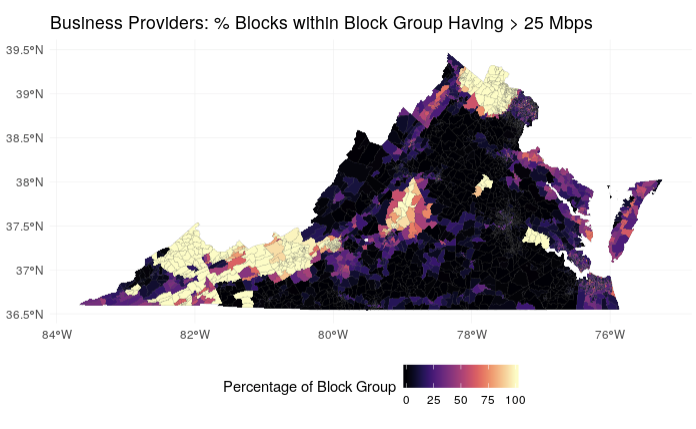 Business Providers: % Blocks within Block Group Having > 25 Mbps
39.5°N
39°N
38.5°N
38°N
37.5°N
37°N
36.5°N
84°W 82°W 80°W 78°W 76°W
Percentage of Block Group
0 25 50 75 100